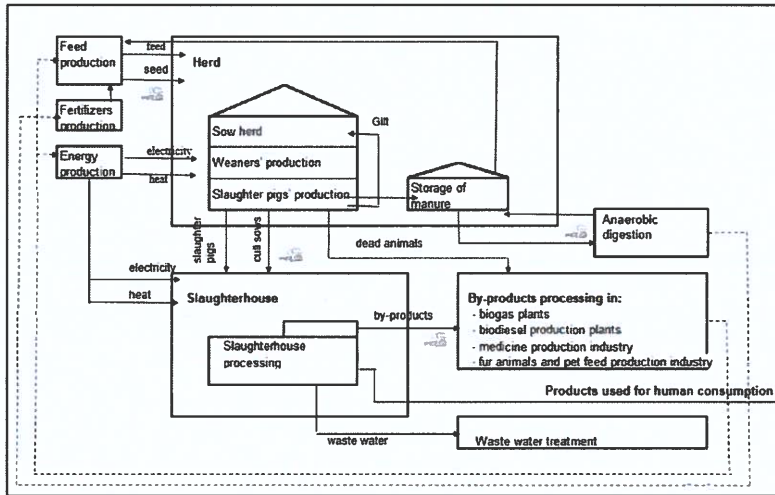 Feed
production
feed
seed
Herd
Fertilizers
production
Energy
production
electricity
heat
Gilt
Sow herd
Weaners' production
Slaughter pigs' production
Storage of
manure
Anaerobic
digestion
slaughter
pigs
cull sows
dead animals
electricity
heat
Slaughterhouse
by-products
Slaughterhouse
processing
By-products processing in:
- biogas plants
- biodiesel production plants
- medicine production industry
- fur animals and pet feed production industry
Products used for human consumption
waste water
Waste water treatment